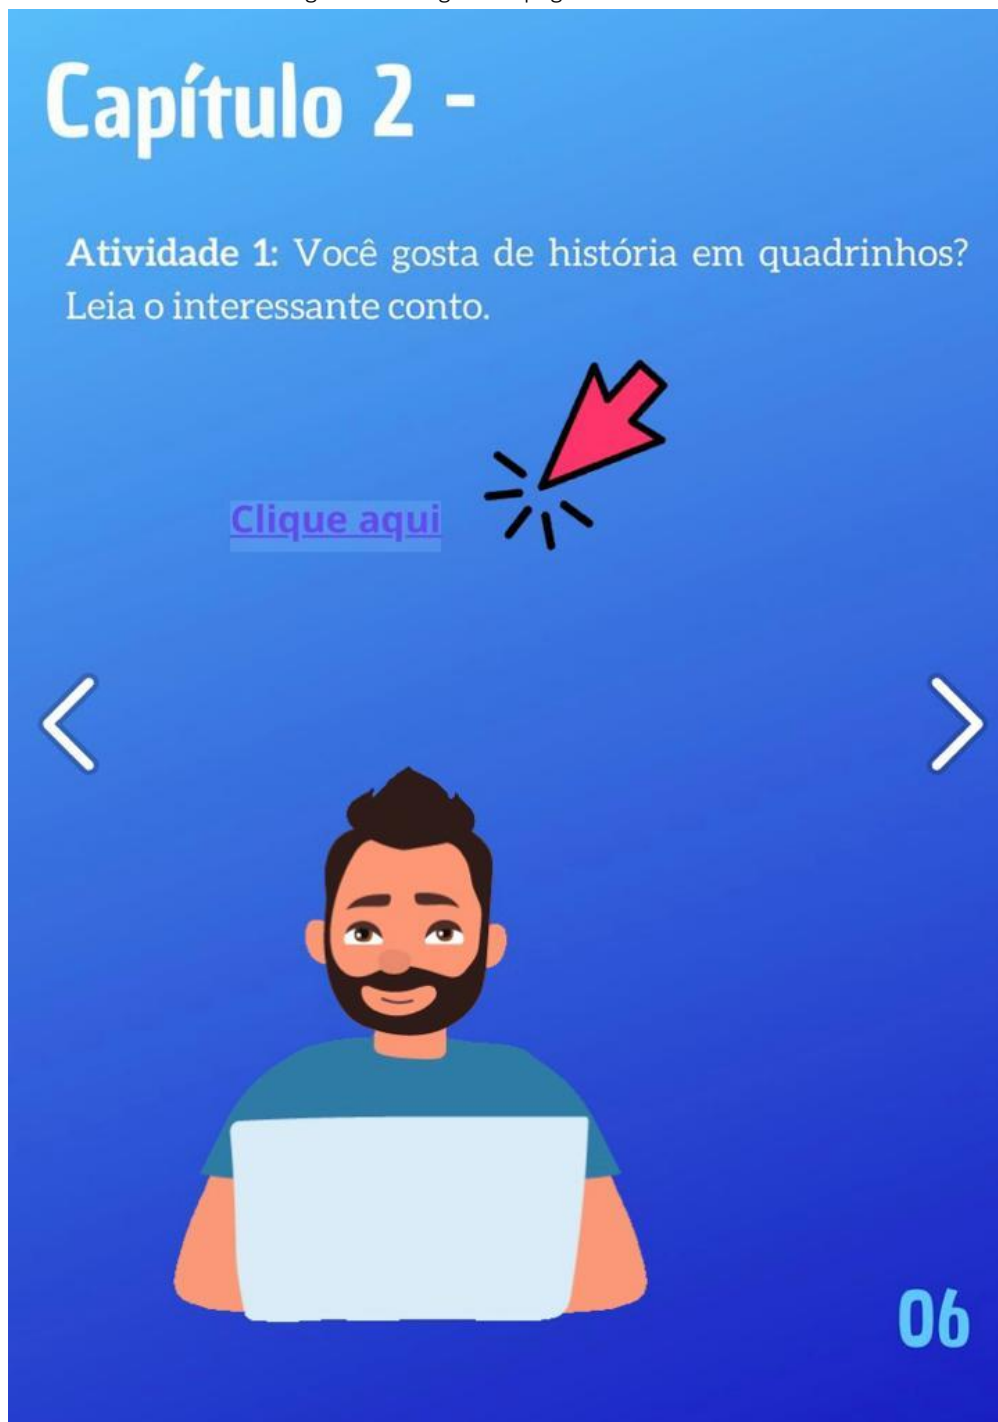 Capítulo 2 -
Atividade 1: Você gosta de história em quadrinhos?
Leia o interessante conto.
Clique aqui
06